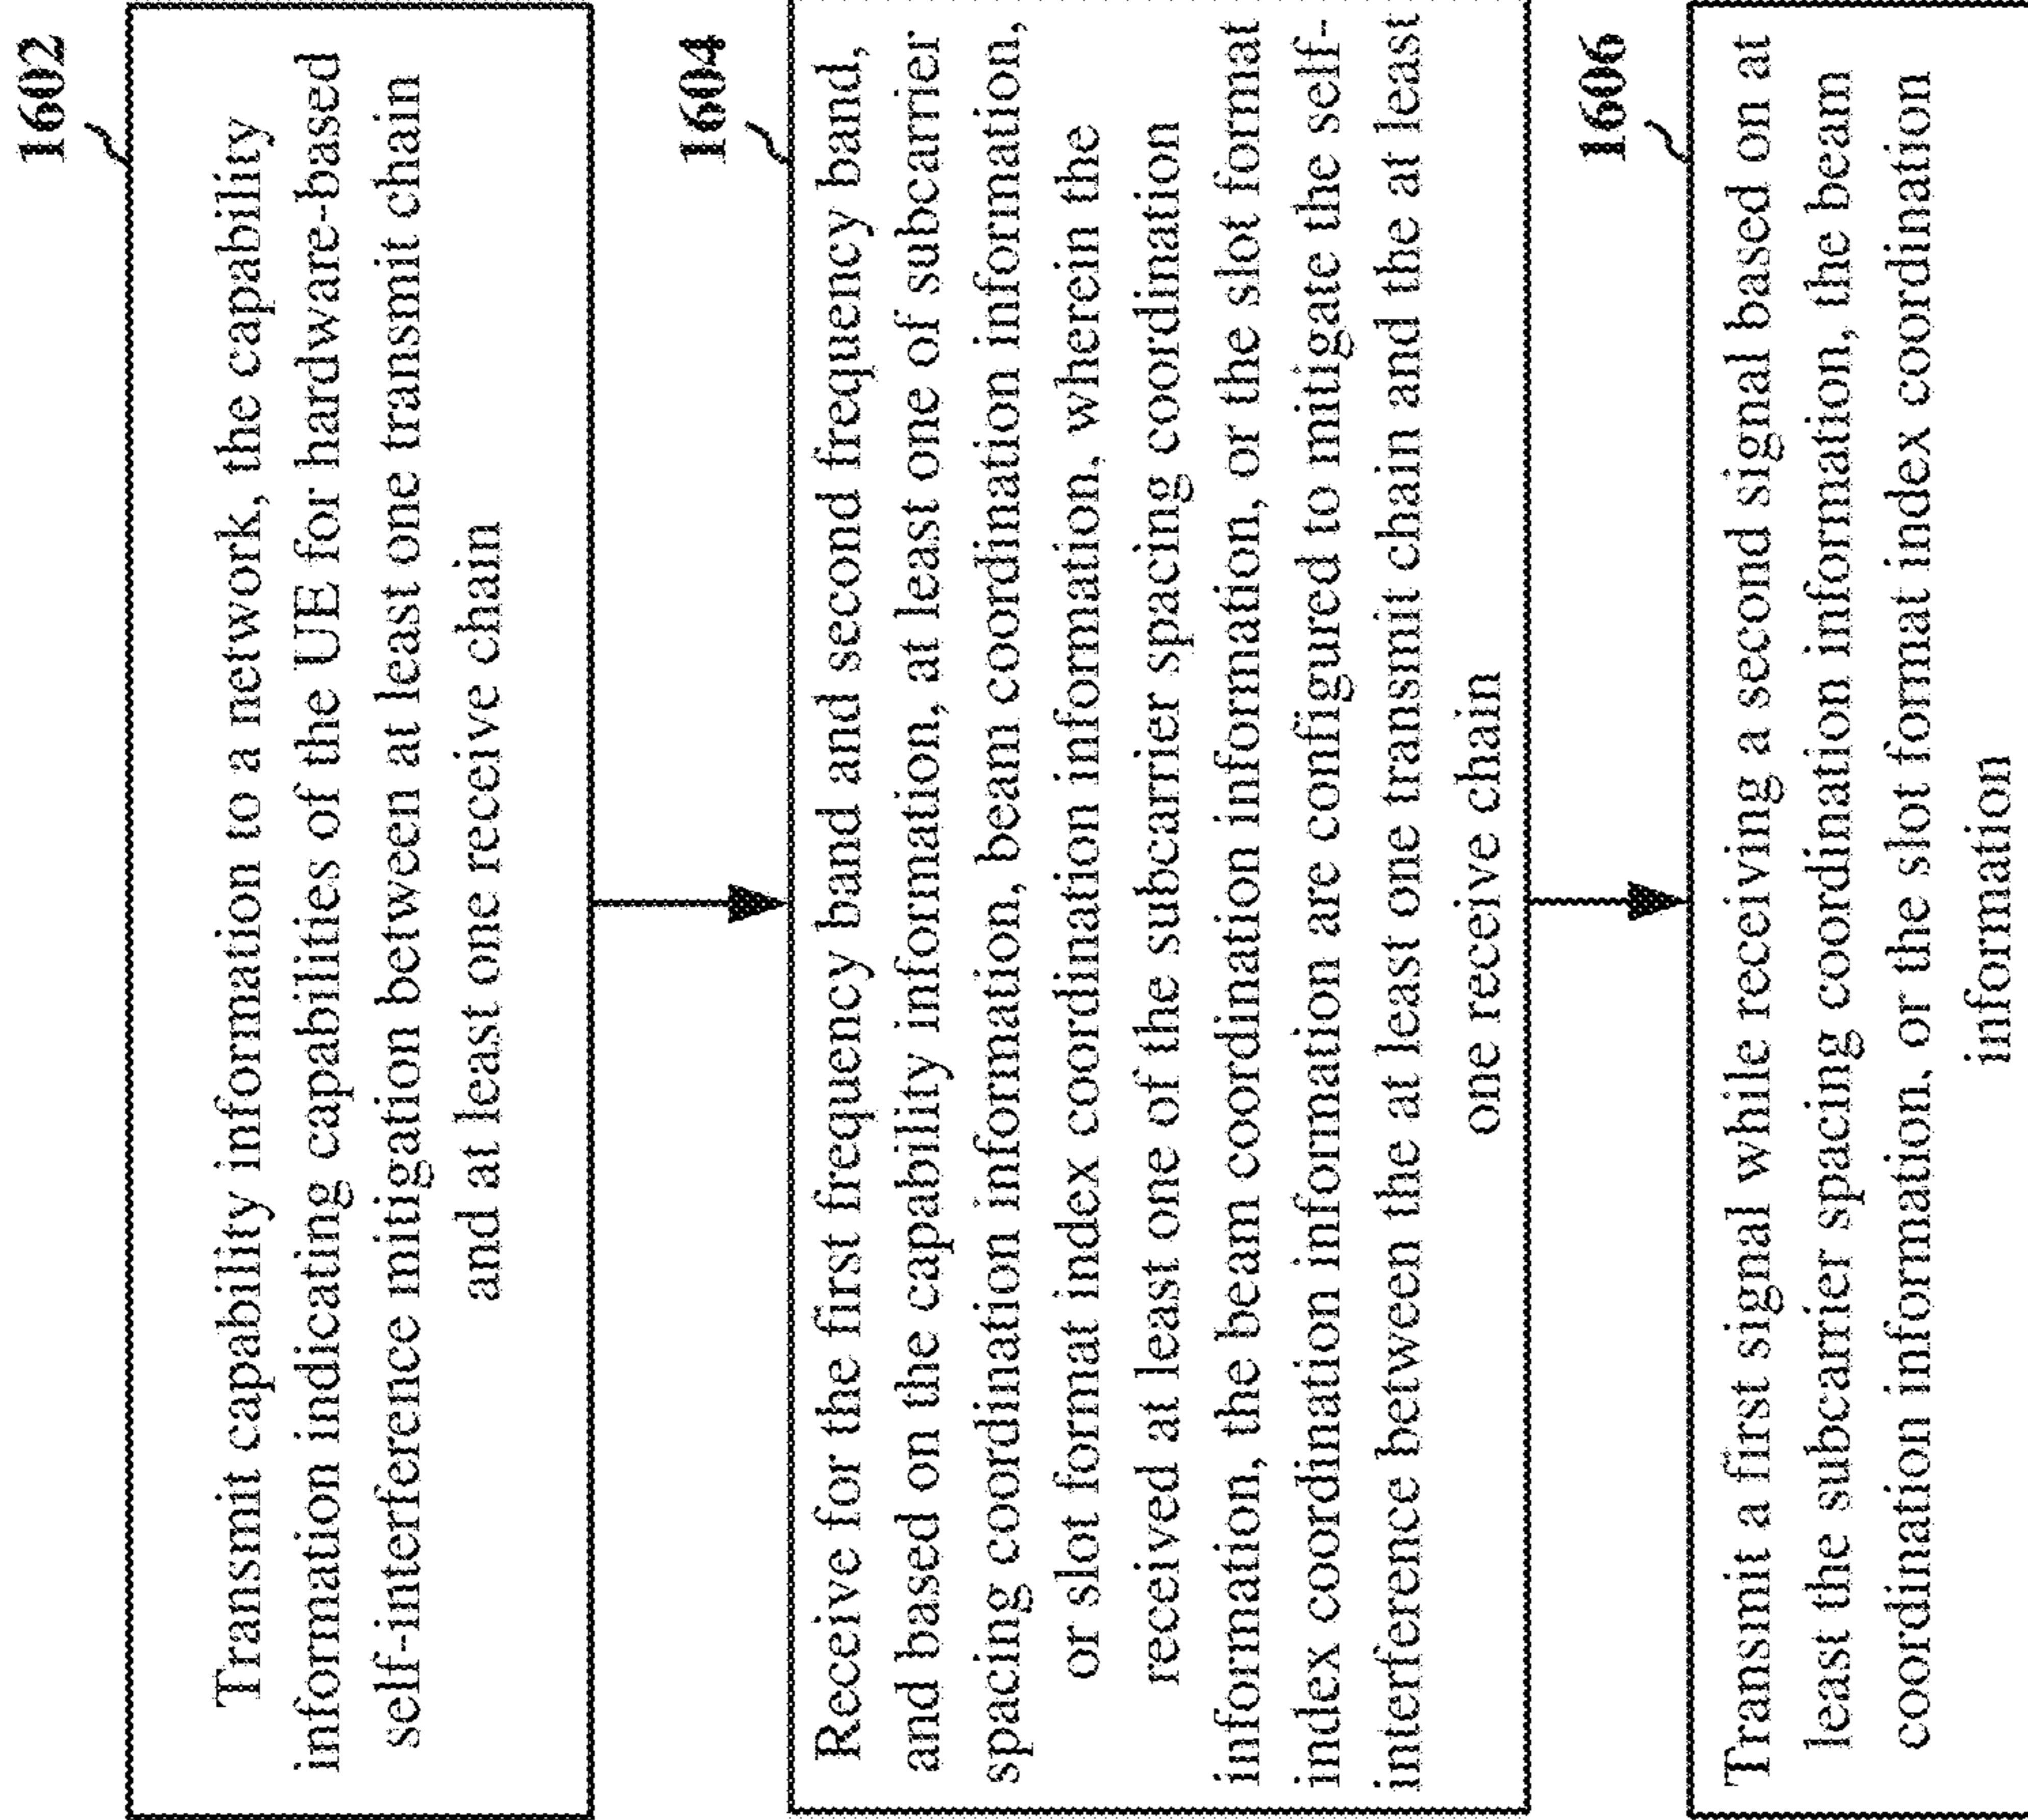 1602
Transmit capability information to a network, the capability
information indicating capabilities of the UE for hardware-based
self-interference mitigation between at least one transmit chain
and at least one receive chain
1604
Receive for the first frequency band and second frequency band,
and based on the capability information, at least one of subcarrier
spacing coordination information, beam coordination information,
or slot format index coordination information, wherein the
received at least one of the subcarrier spacing coordination
information, the beam coordination information, or the slot format
index coordination information are configured to mitigate the self-
interference between the at least one transmit chain and the at least
one receive chain
1606
Transmit a first signal while receiving a second signal based on at
least the subcarrier spacing coordination information, the beam
coordination information, or the slot format index coordination
information